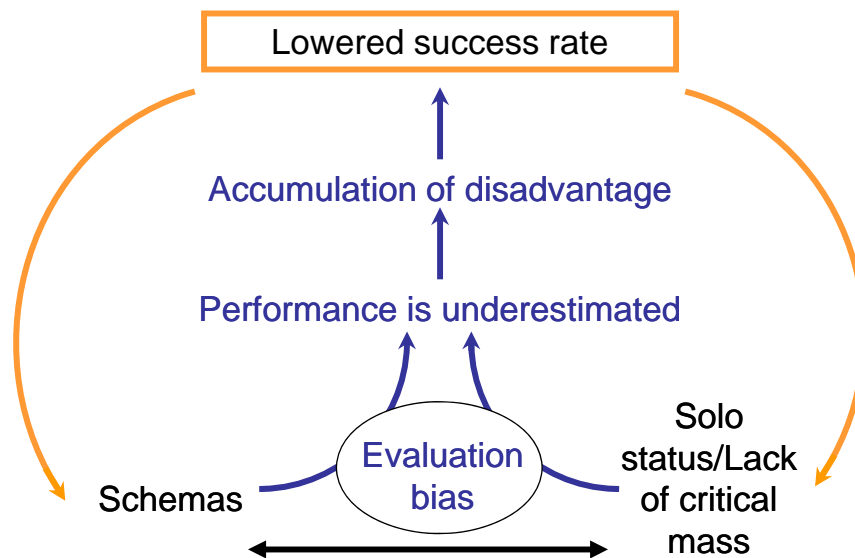 Lowered success rate
Accumulation of disadvantage
Performance is underestimated
Evaluation
bias
Schemas
Solo
status/Lack
of critical
mass